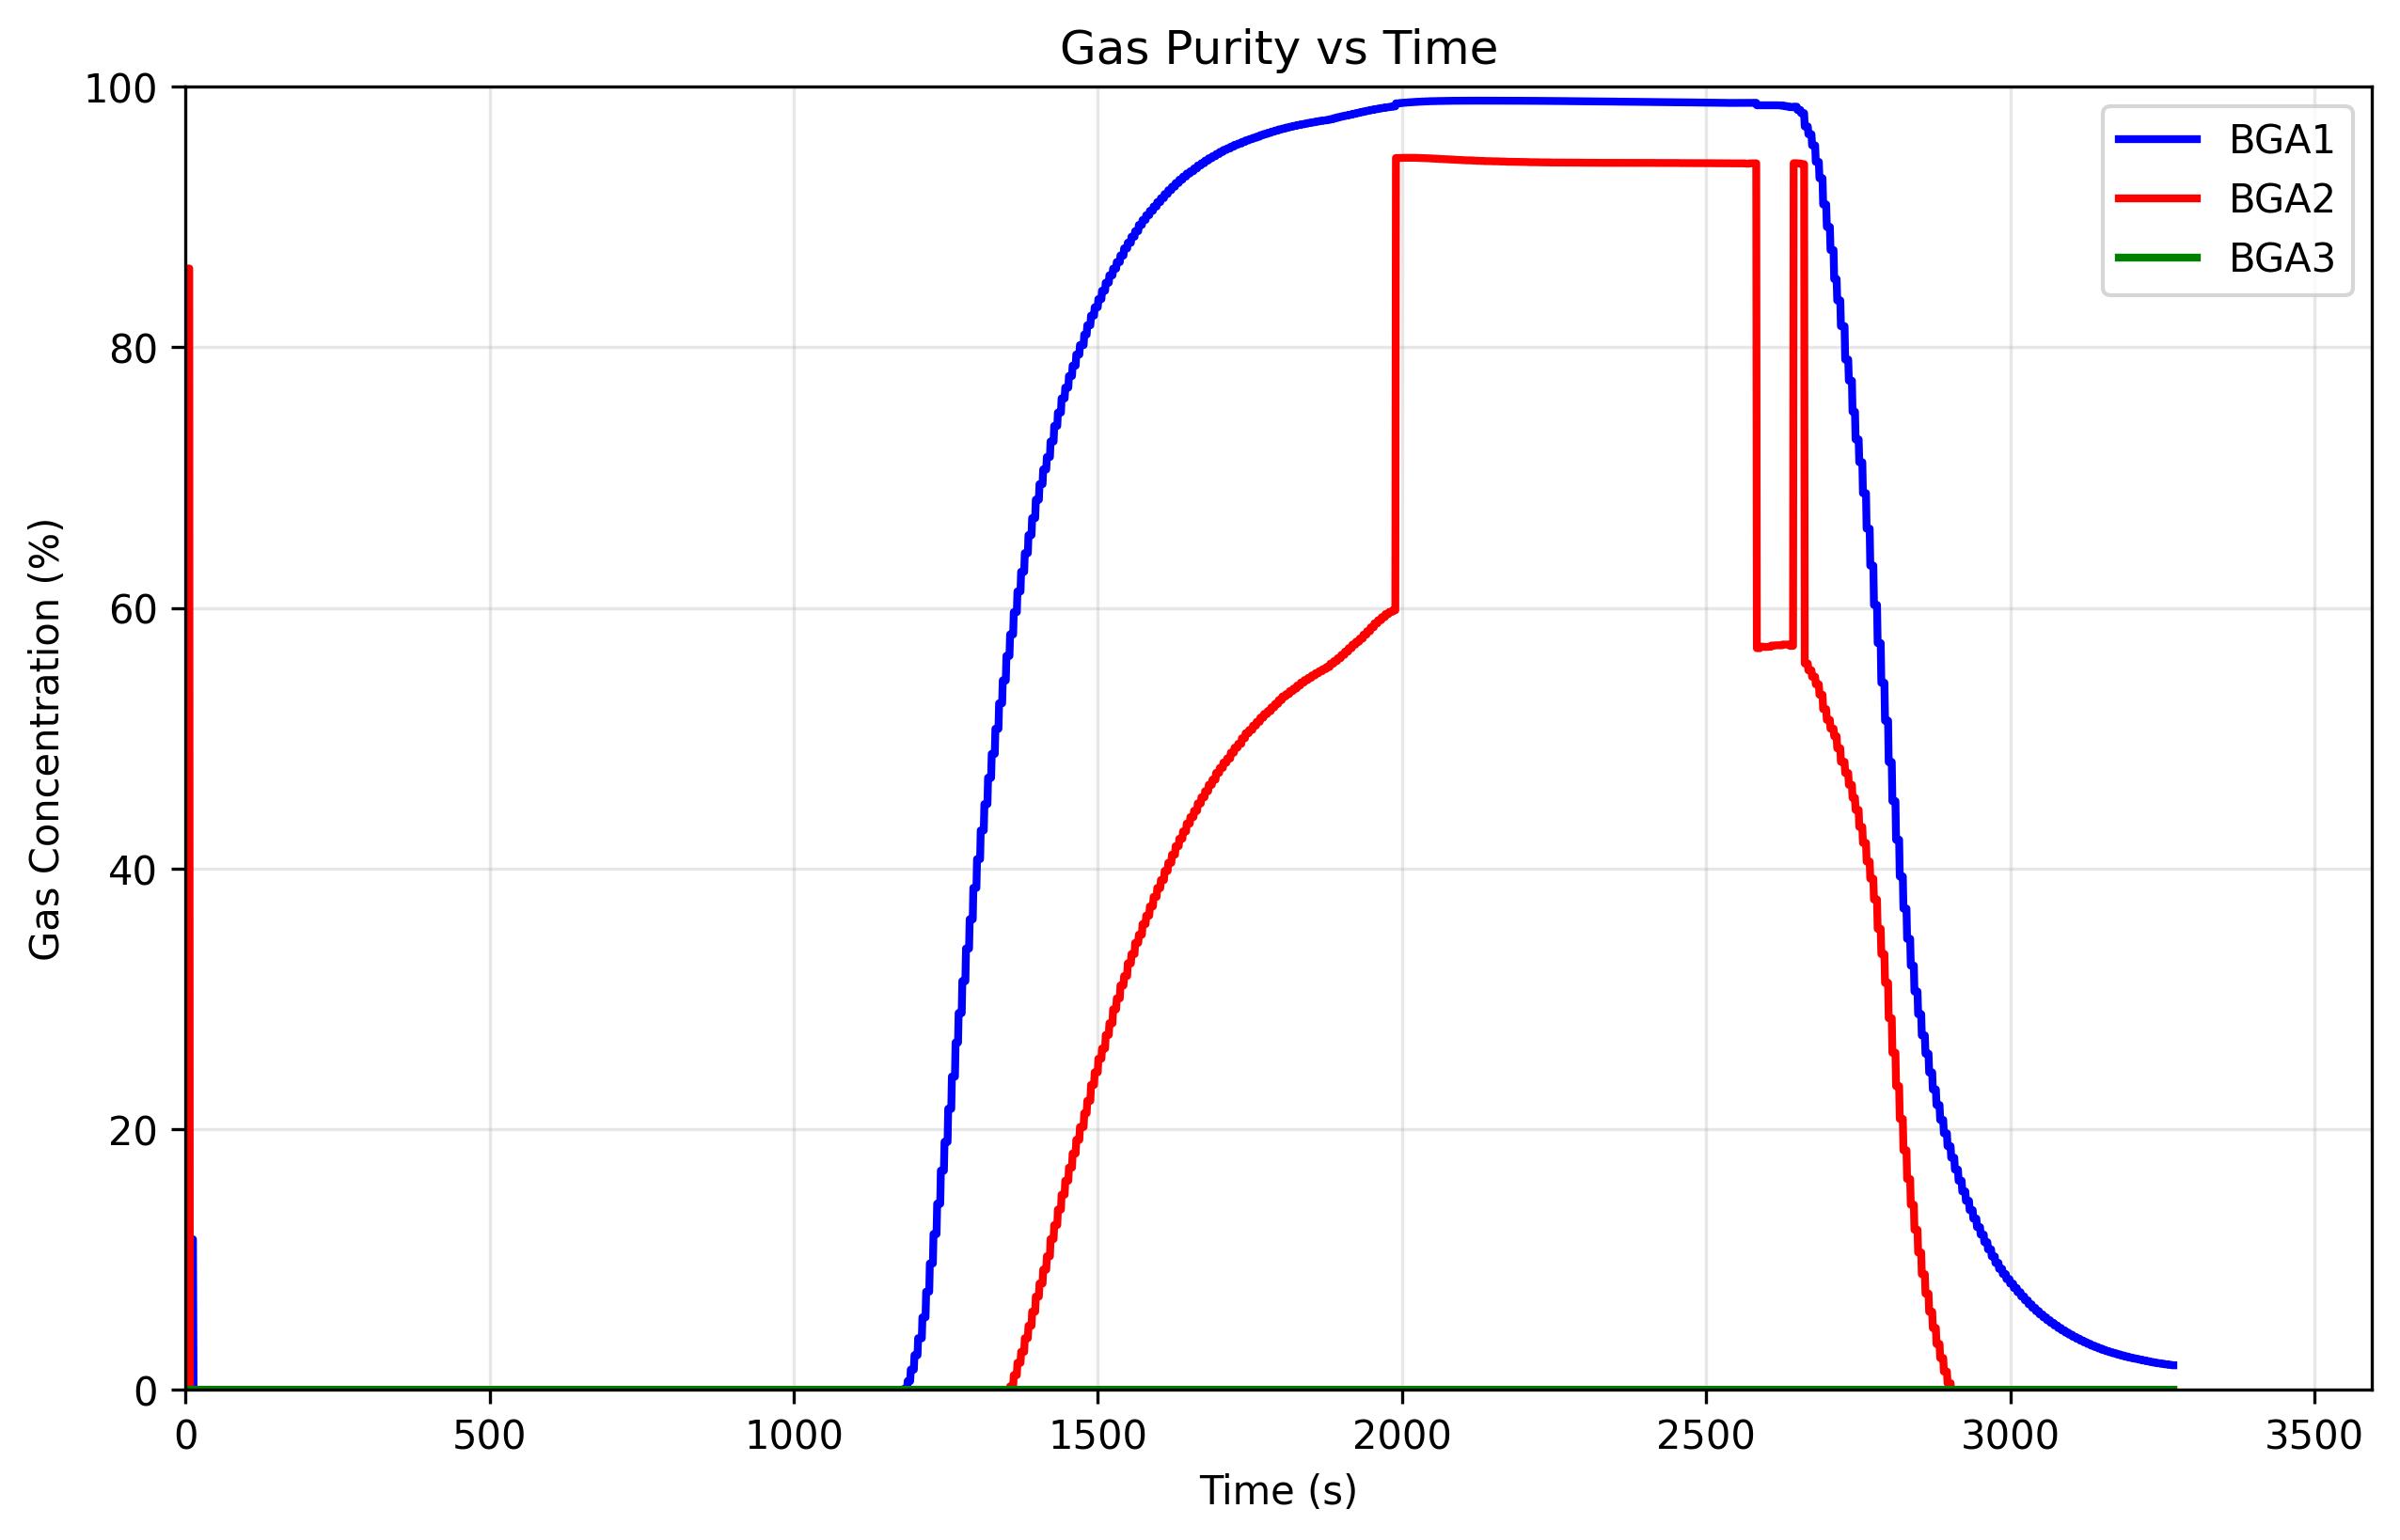 Gas Purity vs Time
100
80
60
40
20
0
Gas Concentration (%)
0 500 1000 1500 2000 2500 3000 3500
Time (s)
BGA1
BGA2
BGA3